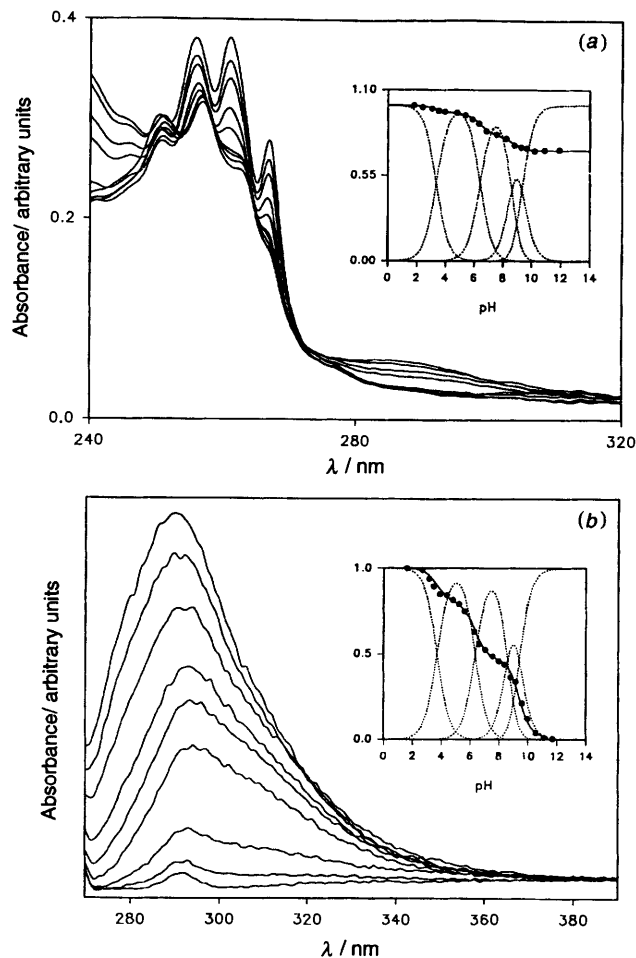 0.4
(a)
1.10
0.55
0.00
0 2 4 6 8 10 12 14
pH
0.2
0.0
Absorbance/ arbitrary units
240 280 320
λ / nm
(b)
1.0
0.5
0.0
0 2 4 6 8 10 12 14
pH
Absorbance/ arbitrary units
280 300 320 340 360 380
λ / nm